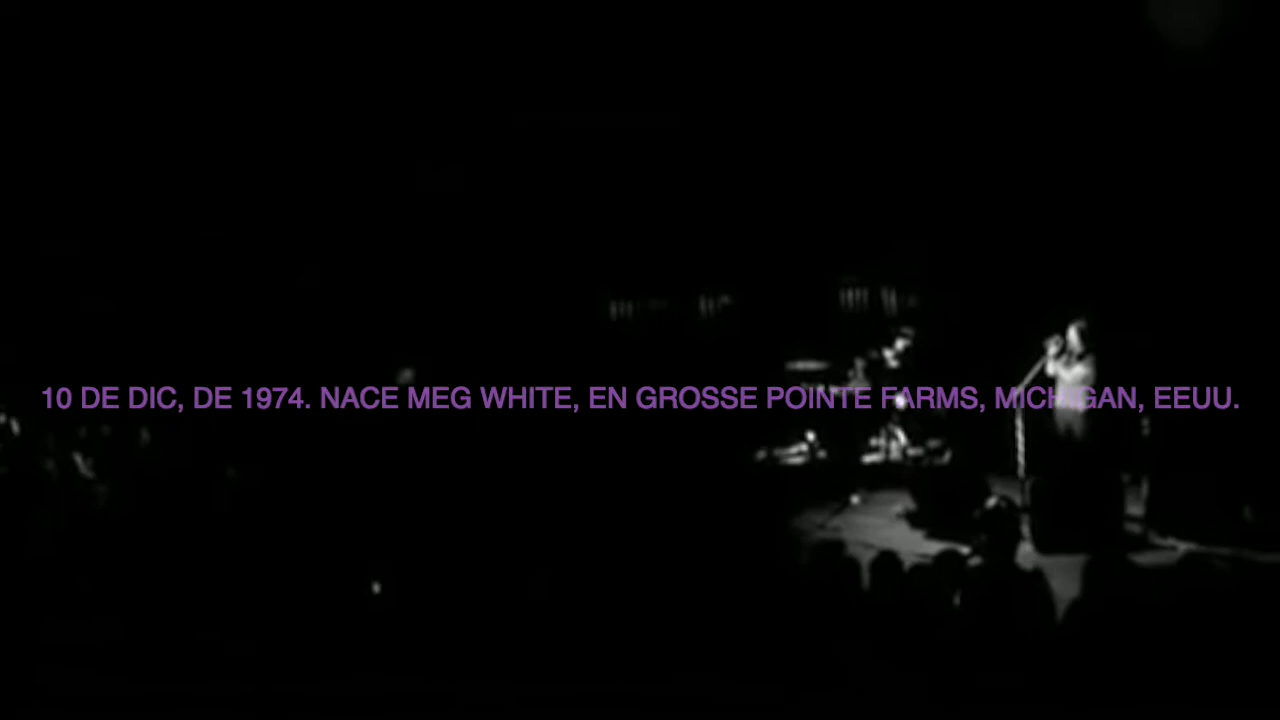 10 DE DIC, DE 1974. NACE MEG WHITE, EN GROSSE POINTE FARMS, MICHIGAN, EEUU.